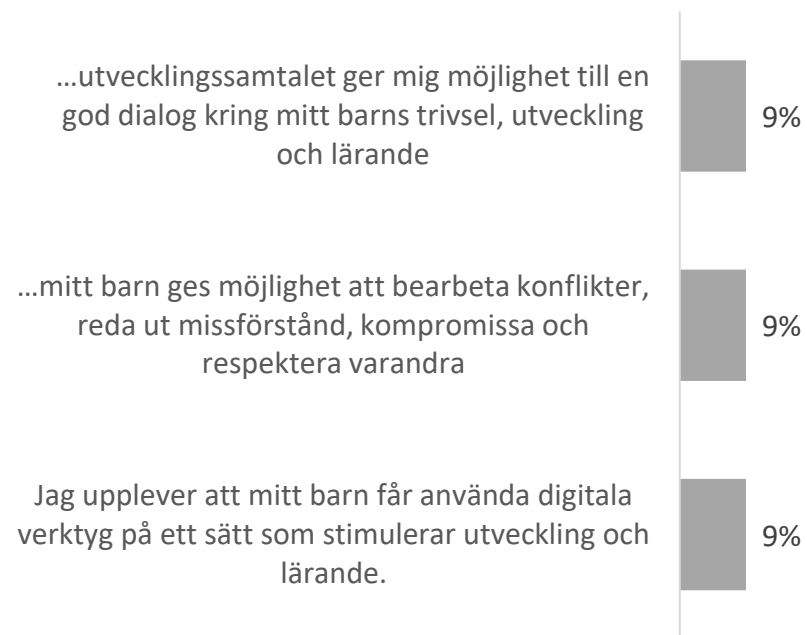 …utvecklingssamtalet ger mig möjlighet till en
god dialog kring mitt barns trivsel, utveckling
och lärande
9%
…mitt barn ges möjlighet att bearbeta konflikter,
reda ut missförstånd, kompromissa och
respektera varandra
9%
Jag upplever att mitt barn får använda digitala
verktyg på ett sätt som stimulerar utveckling och
lärande.
9%